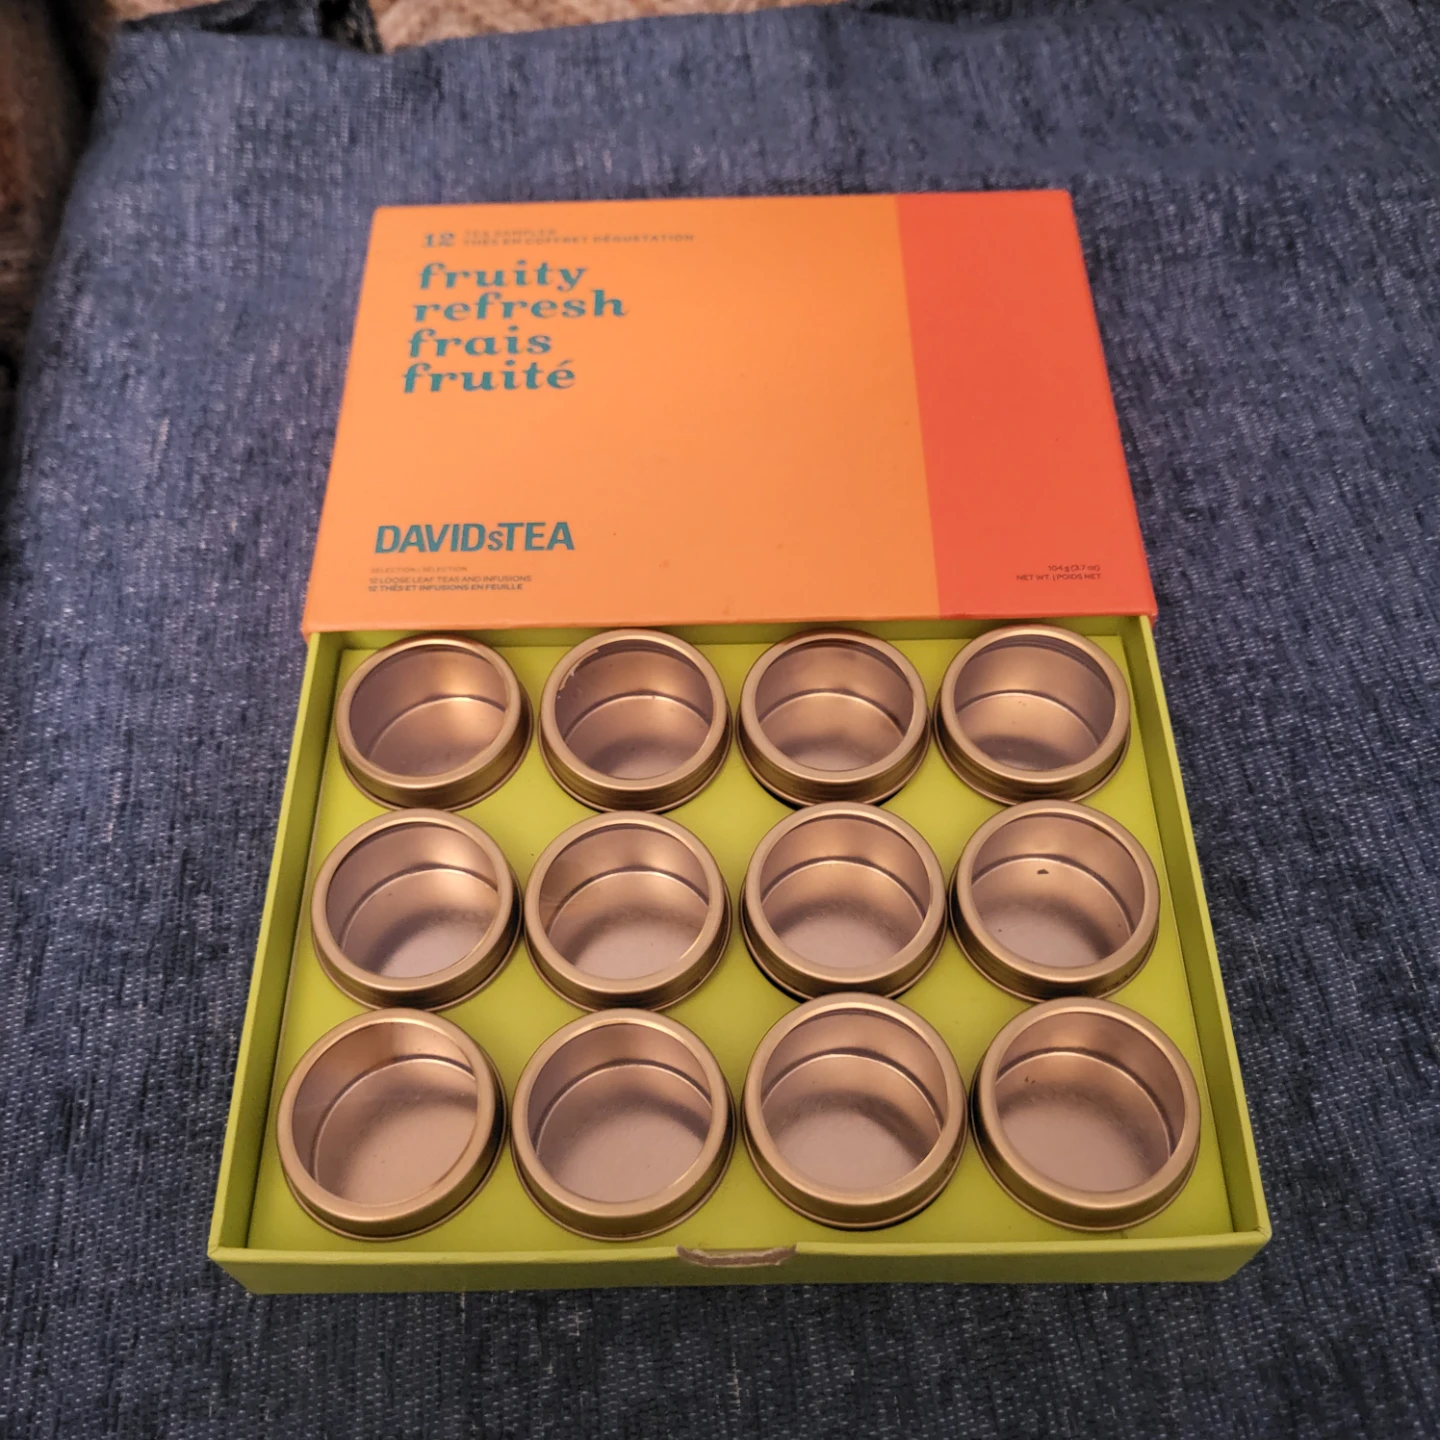 12 TEA SAMPLER
THÉS EN COFFRET DÉGUSTATION
fruity
refresh
frais
fruité
DAVIDsTEA
SELECTION | SÉLECTION
12 LOOSE LEAF TEAS AND INFUSIONS
12 THÉS ET INFUSIONS EN FEUILLE
104 g (3.7 oz)
NET WT. | POIDS NET